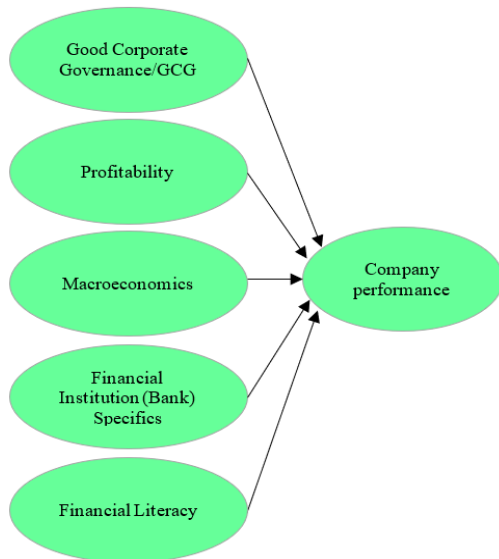 Good Corporate
Governance/GCG
Profitability
Macroeconomics
Company
performance
Financial
Institution (Bank)
Specifics
Financial Literacy